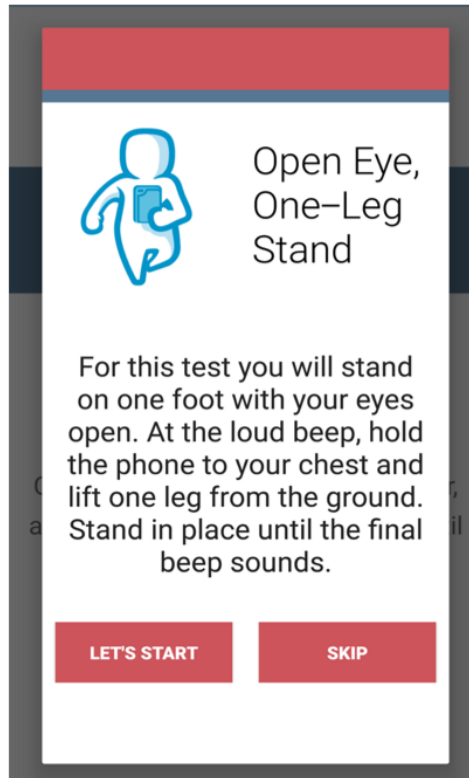 Open Eye,
One–Leg
Stand
For this test you will stand
on one foot with your eyes
open. At the loud beep, hold
the phone to your chest and
lift one leg from the ground.
Stand in place until the final
beep sounds.
LET'S START
SKIP